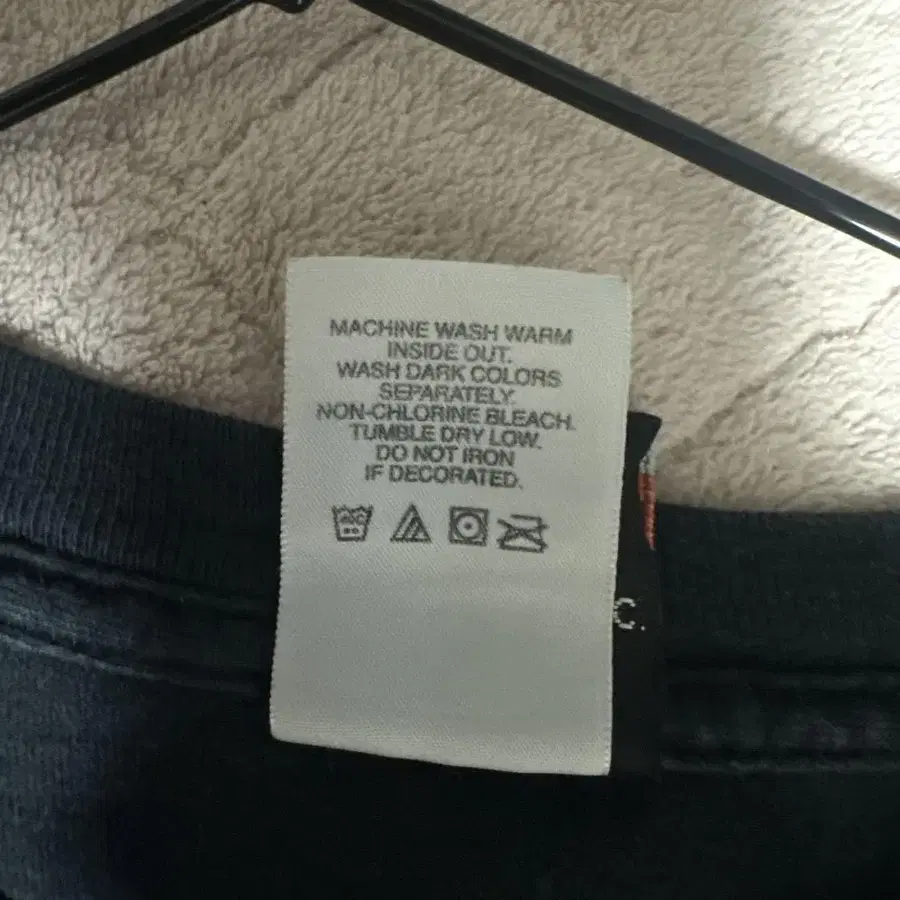 MACHINE WASH WARM
INSIDE OUT.
WASH DARK COLORS
SEPARATELY.
NON-CHLORINE BLEACH.
TUMBLE DRY LOW.
DO NOT IRON
IF DECORATED.
C.